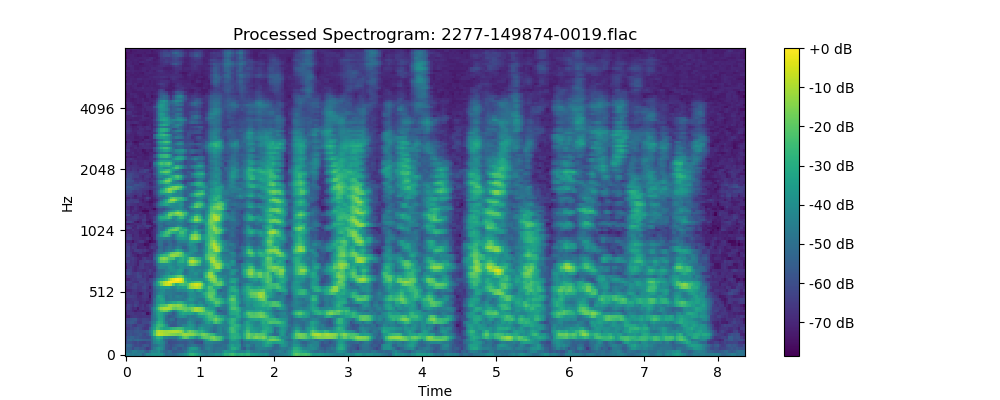 Processed Spectrogram: 2277-149874-0019.flac
Hz
4096
2048
1024
512
0
0 1 2 3 4 5 6 7 8
Time
+0 dB
-10 dB
-20 dB
-30 dB
-40 dB
-50 dB
-60 dB
-70 dB